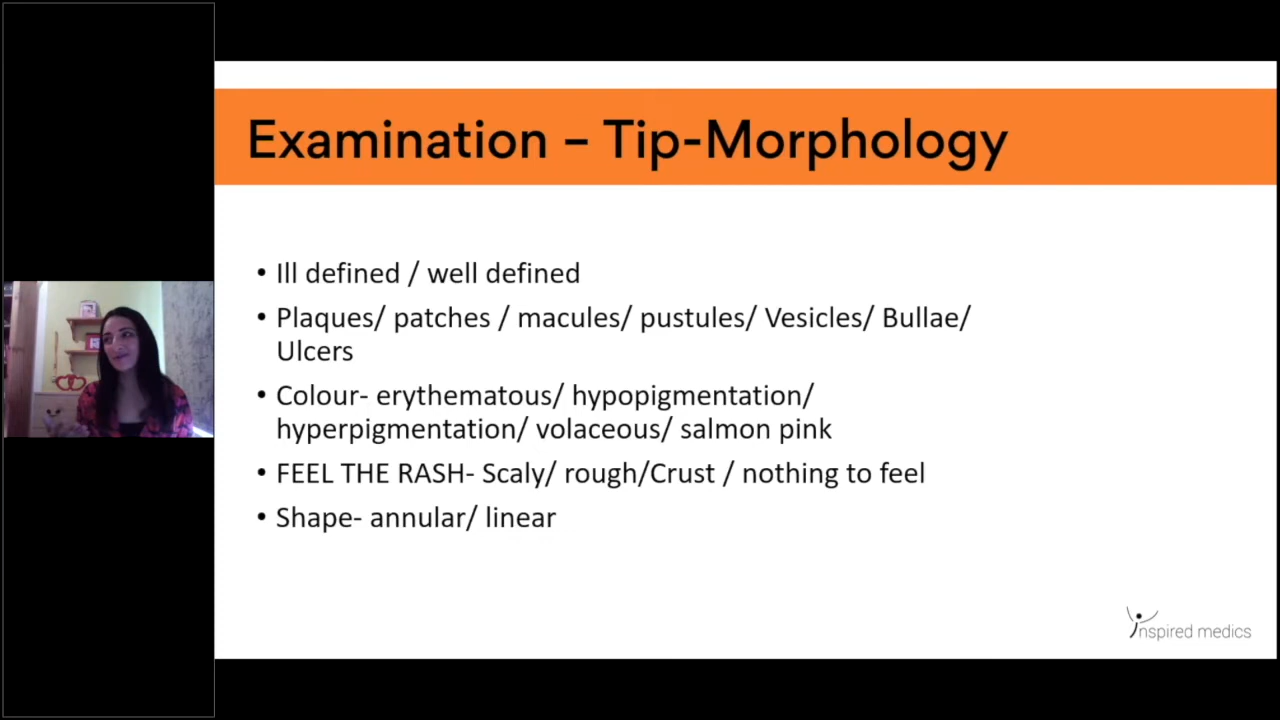 Examination – Tip-Morphology
• Ill defined / well defined
• Plaques/ patches / macules/ pustules/ Vesicles/ Bullae/
Ulcers
• Colour- erythematous/ hypopigmentation/
hyperpigmentation/ volaceous/ salmon pink
• FEEL THE RASH- Scaly/ rough/Crust / nothing to feel
• Shape- annular/ linear
inspired medics